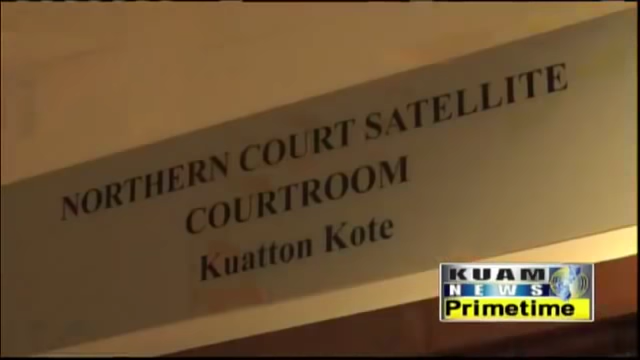 NORTHERN COURT SATELLITE
COURTROOM
Kuatton Kote
KUAM
NEWS
Primetime